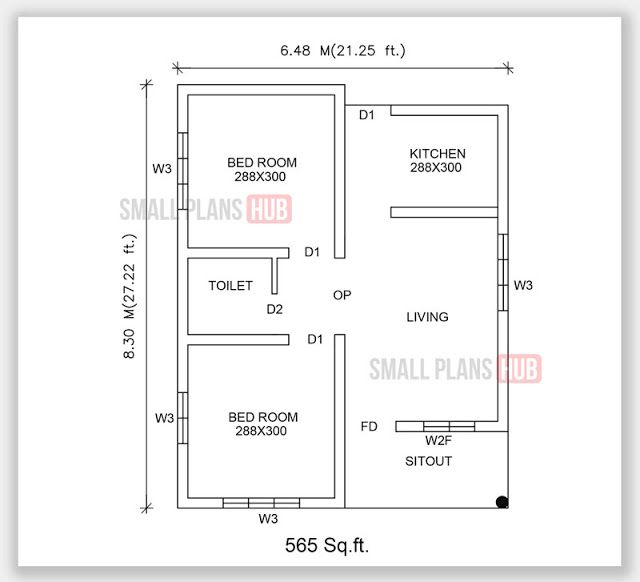 6.48 M(21.25 ft.)
D1
KITCHEN
288X300
BED ROOM
288X300
W3
SMALL PLANS HUB
8.30 M(27.22 ft.)
D1
TOILET
D2
OP
W3
LIVING
D1
SMALL PLANS HUB
W3
BED ROOM
288X300
FD
W2F
SITOUT
W3
565 Sq.ft.